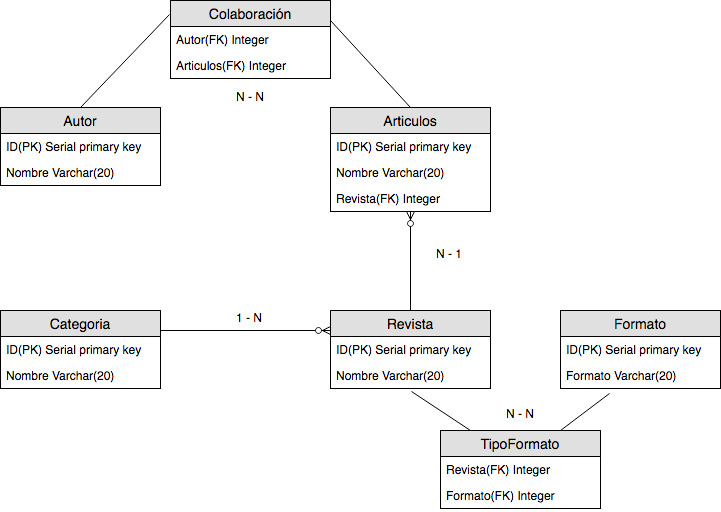 Colaboración
Autor(FK) Integer
Articulos(FK) Integer
N - N
Autor
ID(PK) Serial primary key
Nombre Varchar(20)
Articulos
ID(PK) Serial primary key
Nombre Varchar(20)
Revista(FK) Integer
N - 1
Categoria
ID(PK) Serial primary key
Nombre Varchar(20)
1 - N
Revista
ID(PK) Serial primary key
Nombre Varchar(20)
Formato
ID(PK) Serial primary key
Formato Varchar(20)
N - N
TipoFormato
Revista(FK) Integer
Formato(FK) Integer